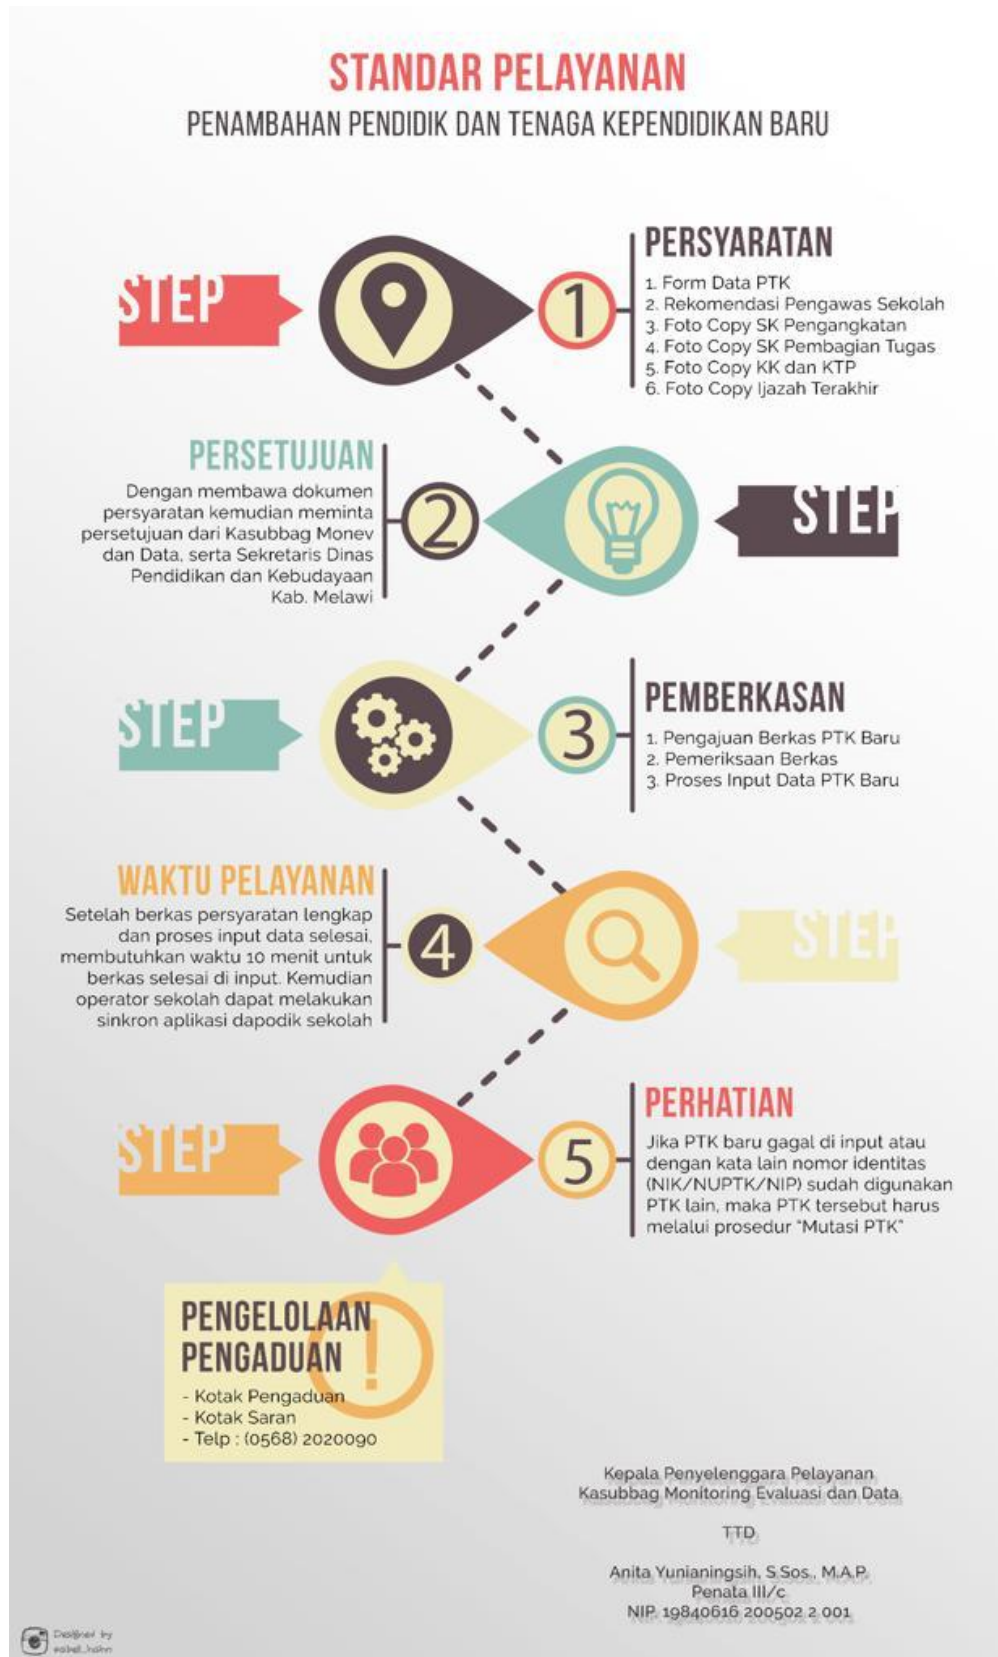 STANDAR PELAYANAN
PENAMBAHAN PENDIDIK DAN TENAGA KEPENDIDIKAN BARU
STEP
1
PERSYARATAN
1. Form Data PTK
2. Rekomendasi Pengawas Sekolah
3. Foto Copy SK Pengangkatan
4. Foto Copy SK Pembagian Tugas
5. Foto Copy KK dan KTP
6. Foto Copy Ijazah Terakhir
PERSETUJUAN
Dengan membawa dokumen
persyaratan kemudian meminta
persetujuan dari Kasubbag Monev
dan Data, serta Sekretaris Dinas
Pendidikan dan Kebudayaan
Kab. Melawi
2
STEP
STEP
3
PEMBERKASAN
1. Pengajuan Berkas PTK Baru
2. Pemeriksaan Berkas
3. Proses Input Data PTK Baru
WAKTU PELAYANAN
Setelah berkas persyaratan lengkap
dan proses input data selesai,
membutuhkan waktu 10 menit untuk
berkas selesai di input. Kemudian
operator sekolah dapat melakukan
sinkron aplikasi dapodik sekolah
4
STEP
STEP
5
PERHATIAN
Jika PTK baru gagal di input atau
dengan kata lain nomor identitas
(NIK/NUPTK/NIP) sudah digunakan
PTK lain, maka PTK tersebut harus
melalui prosedur "Mutasi PTK"
PENGELOLAAN
PENGADUAN
!
- Kotak Pengaduan
- Kotak Saran
- Telp : (0568) 2020090
Kepala Penyelenggara Pelayanan
Kasubbag Monitoring Evaluasi dan Data
TTD
Anita Yunianingsih, S.Sos., M.A.P.
Penata III/c
NIP. 19840616 200502 2 001
Designed by